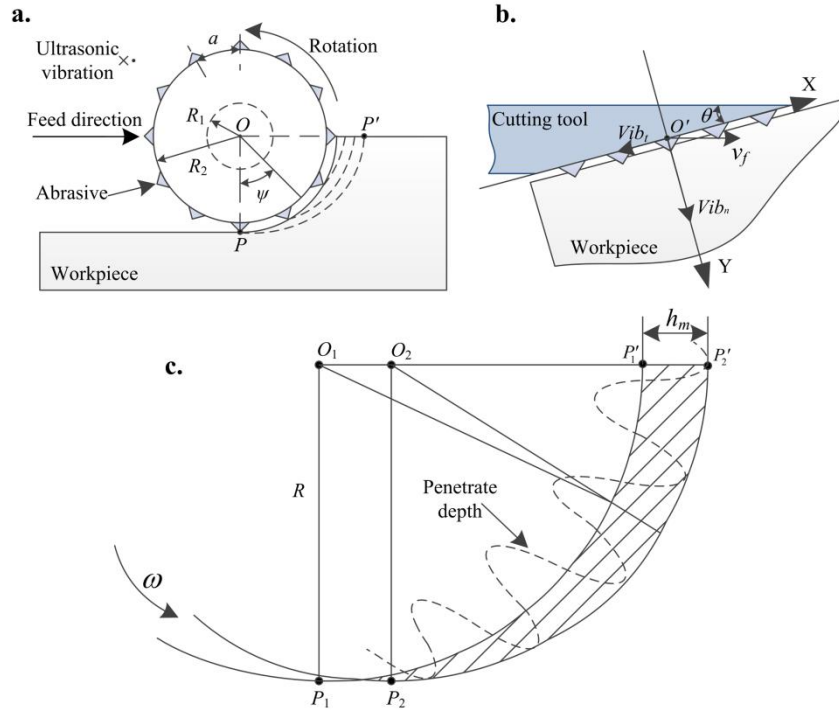 a.
Ultrasonic
vibration
a
Rotation
Feed direction
R1
O
P'
R2
ψ
Abrasive
P
Workpiece
b.
X
Cutting tool
θ
O'
Vibt
vf
Vibn
Workpiece
Y
c.
hm
O1
O2
P1'
P2'
R
Penetrate
depth
ω
P1
P2